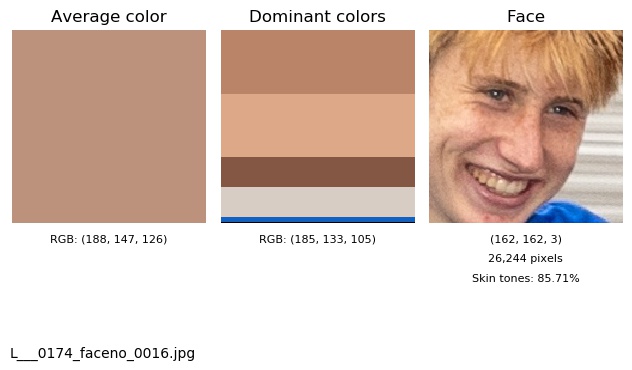 Average color
Dominant colors
Face
RGB: (188, 147, 126)
RGB: (185, 133, 105)
(162, 162, 3)
26,244 pixels
Skin tones: 85.71%
L___0174_faceno_0016.jpg